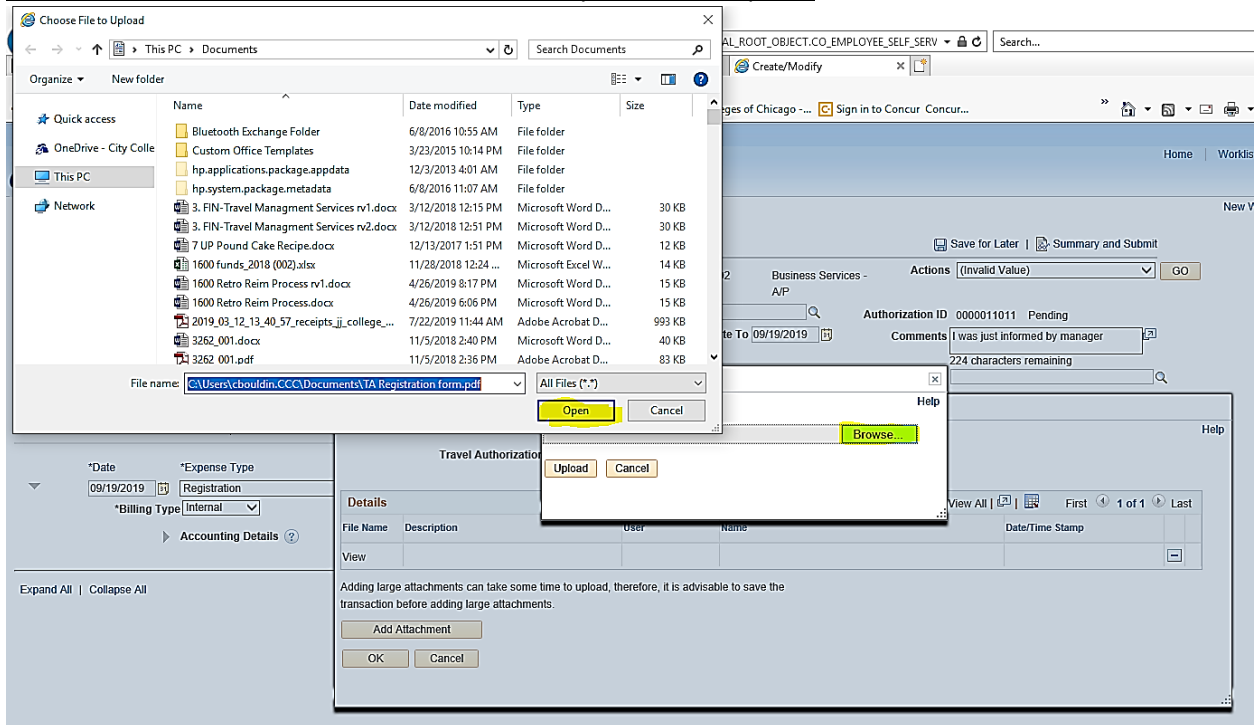 Choose File to Upload
This PC > Documents
Search Documents
AL_ROOT_OBJECT.CO_EMPLOYEE_SELF_SERV
Search...
Create/Modify
Organize
New folder
eges of Chicago -...
Sign in to Concur Concur...
Name
Date modified
Type
Size
Quick access
OneDrive - City Colle
This PC
Network
Bluetooth Exchange Folder 6/8/2016 10:55 AM File folder
Custom Office Templates 3/23/2015 10:14 PM File folder
hp.applications.package.appdata 12/3/2013 4:01 AM File folder
hp.system.package.metadata 6/8/2016 11:07 AM File folder
3. FIN-Travel Managment Services rv1.docx 3/12/2018 12:15 PM Microsoft Word D... 30 KB
3. FIN-Travel Managment Services rv2.docx 3/12/2018 12:51 PM Microsoft Word D... 30 KB
7 UP Pound Cake Recipe.docx 12/13/2017 1:51 PM Microsoft Word D... 12 KB
1600 funds_2018 (002).xlsx 11/28/2018 12:24 ... Microsoft Excel W... 14 KB
1600 Retro Reim Process rv1.docx 4/26/2019 8:17 PM Microsoft Word D... 15 KB
1600 Retro Reim Process.docx 4/26/2019 6:06 PM Microsoft Word D... 15 KB
2019_03_12_13_40_57_receipts_jj_college_... 7/22/2019 11:44 AM Adobe Acrobat D... 993 KB
3262_001.docx 11/5/2018 2:40 PM Microsoft Word D... 40 KB
3262_001.pdf 11/5/2018 2:36 PM Adobe Acrobat D... 83 KB
File name: C:\Users\cbouldin.CCC\Documents\TA Registration form.pdf
All Files (*.*)
Open
Cancel
Home
Worklis
New W
Save for Later | Summary and Submit
Business Services -
A/P
Actions (Invalid Value) GO
Authorization ID 0000011011 Pending
te To 09/19/2019
Comments I was just informed by manager
224 characters remaining
Help
Browse...
Upload
Cancel
Help
Travel Authorization
*Date
*Expense Type
09/19/2019
Registration
*Billing Type Internal
Accounting Details
Expand All | Collapse All
Details
View All | | First 1 of 1 Last
File Name
Description
User
Name
Date/Time Stamp
View
Adding large attachments can take some time to upload, therefore, it is advisable to save the
transaction before adding large attachments.
Add Attachment
OK
Cancel